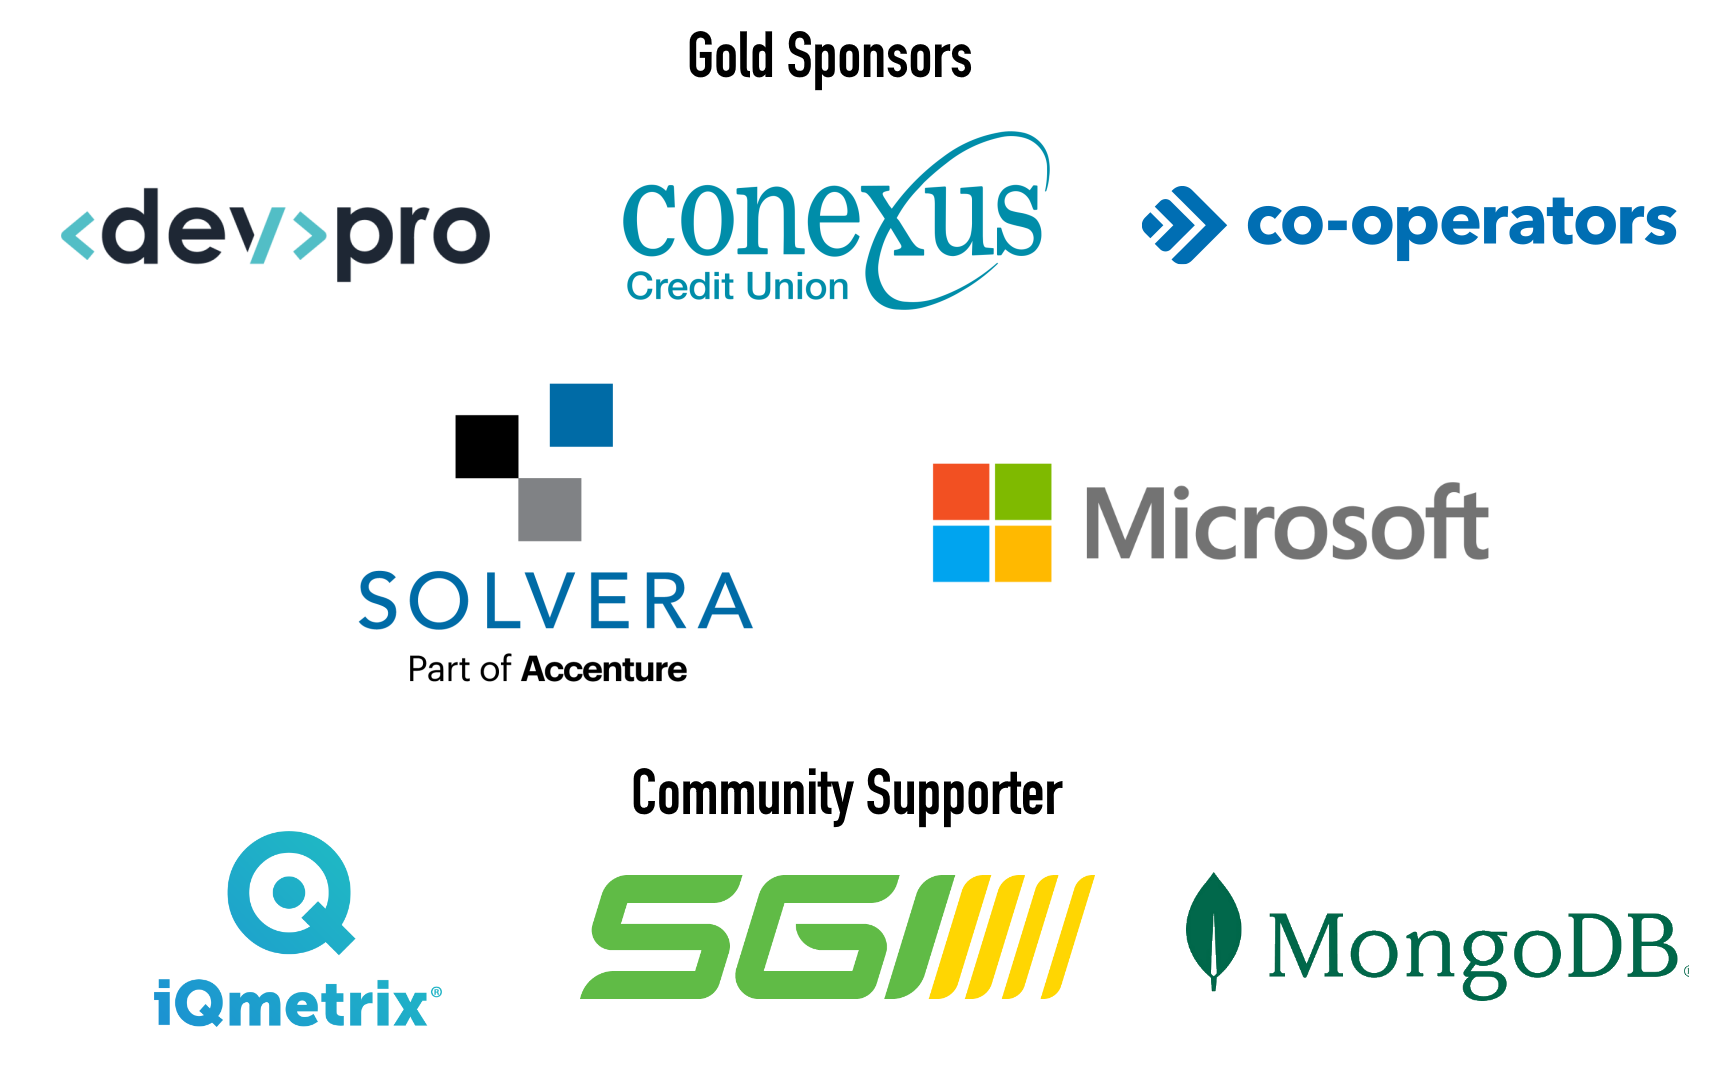 Gold Sponsors
<dev>pro
conexus
Credit Union
co-operators
SOLVERA
Part of Accenture
Microsoft
Community Supporter
iQmetrix®
SGI
MongoDB®